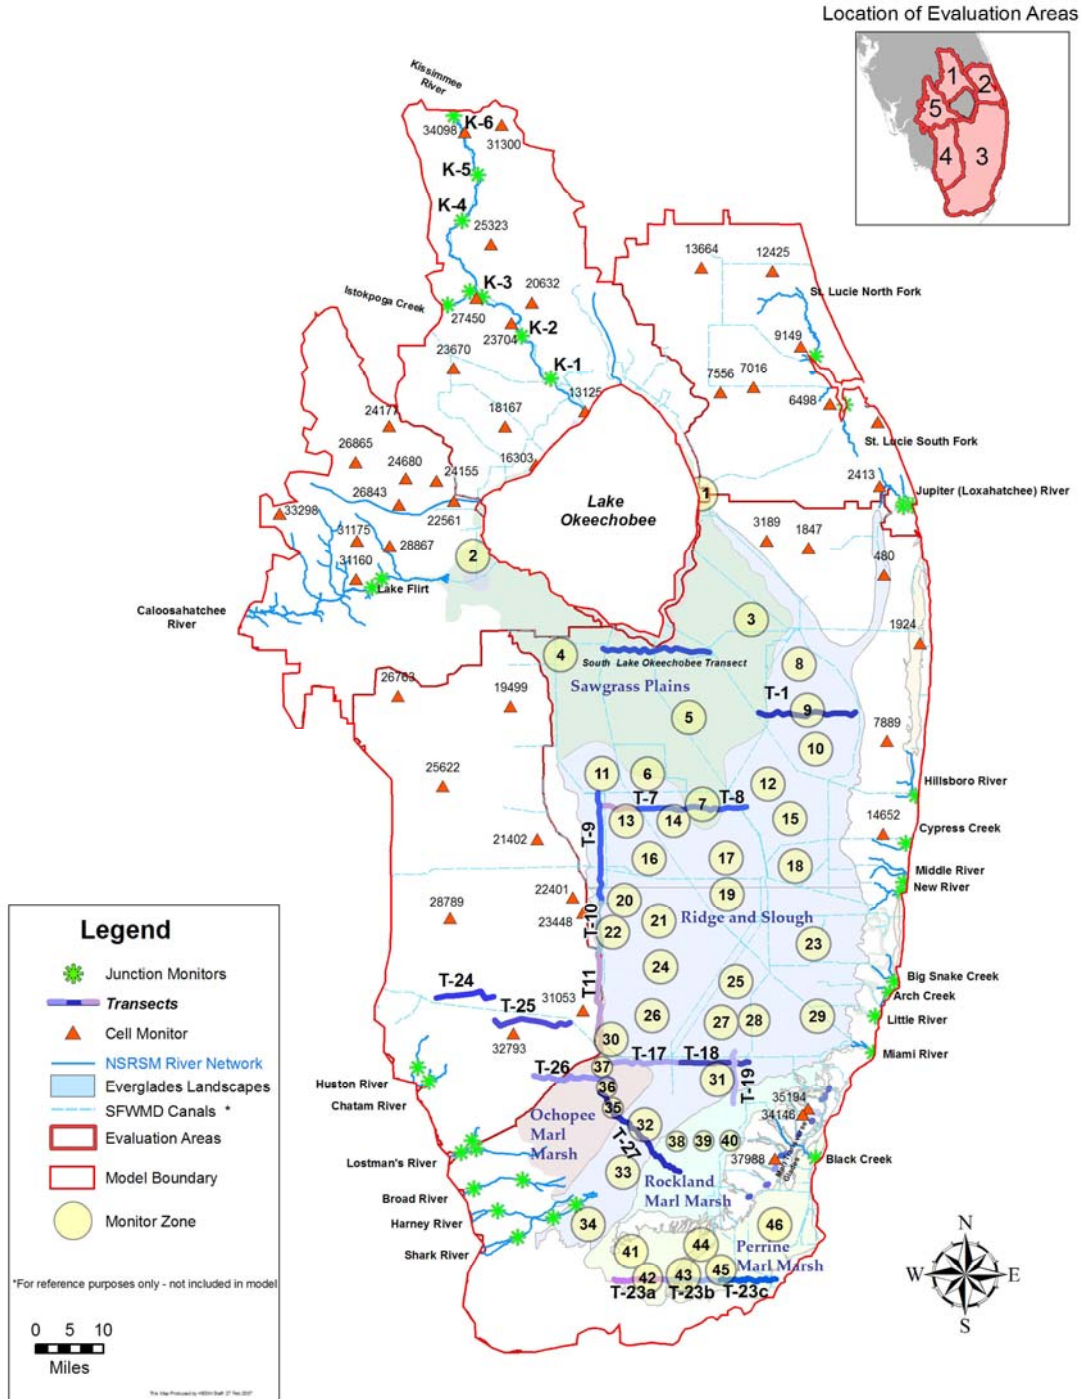 Location of Evaluation Areas
1
2
5
4
3
Kissimmee
River
K-6
34098
31300
K-5
K-4
25323
K-3
20632
Istokpoga Creek
27450
K-2
23704
23670
K-1
13125
18167
16303
24177
26865
24680
24155
26843
22561
33298
31175
28867
31160
Lake Flirt
Caloosahatchee
River
13664
12425
St. Lucie North Fork
9149
7556
7016
6498
St. Lucie South Fork
2413
Jupiter (Loxahatchee) River
Lake
Okeechobee
1
2
3189
1847
480
3
1924
4
South Lake Okeechobee Transect
8
Sawgrass Plains
T-1
26763
19499
5
9
7889
10
11
6
12
Hillsboro River
25622
T-7
7
T-8
13
14
15
14652
Cypress Creek
T-9
21402
16
17
18
Middle River
New River
22401
19
20
28789
23448
T-10
21
Ridge and Slough
22
23
24
T-24
T11
25
Big Snake Creek
Arch Creek
T-25
31053
26
27
28
29
Little River
32793
30
Miami River
T-26
37
T-17
T-18
31
T-19
36
Huston River
35
35194
34146
Chatam River
Ochopee
Marl
Marsh
32
T-27
38
39
40
37988
Black Creek
Lostman's River
33
Rockland
Marl Marsh
Broad River
Harney River
34
46
44
Shark River
41
Perrine
Marl Marsh
45
42
43
T-23a
T-23b
T-23c
Legend
Junction Monitors
Transects
Cell Monitor
NSRSM River Network
Everglades Landscapes
SFWMD Canals *
Evaluation Areas
Model Boundary
Monitor Zone
*For reference purposes only - not included in model
0 5 10
Miles
N
W E
S